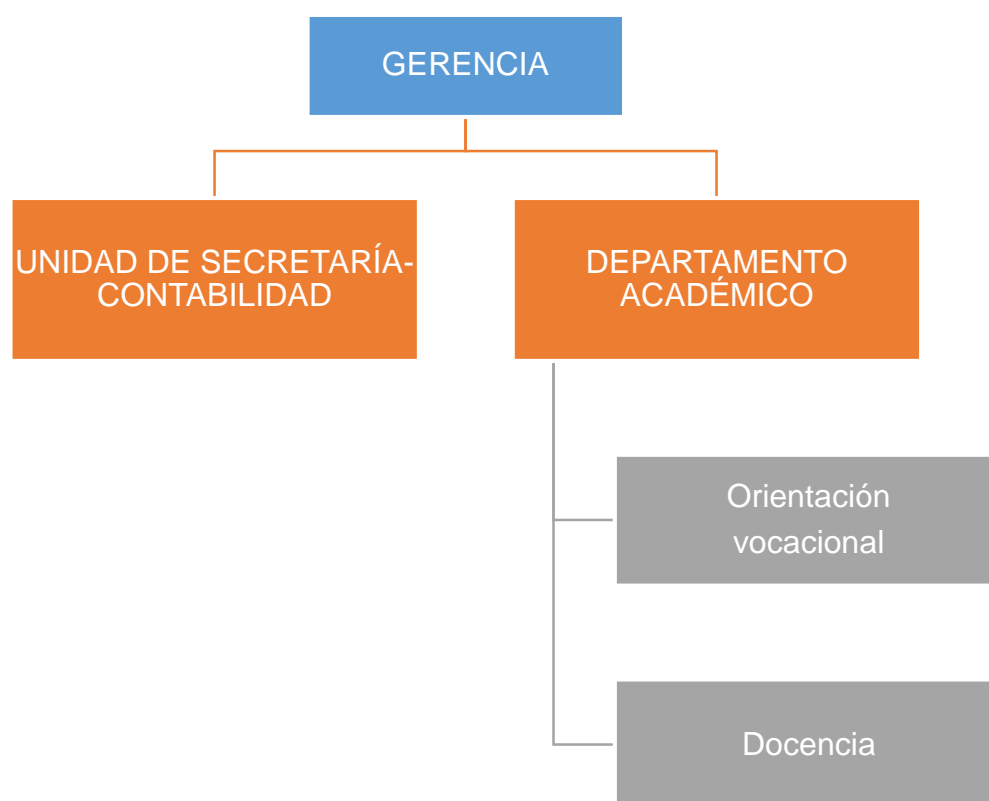 GERENCIA
UNIDAD DE SECRETARÍA-
CONTABILIDAD
DEPARTAMENTO
ACADÉMICO
Orientación
vocacional
Docencia